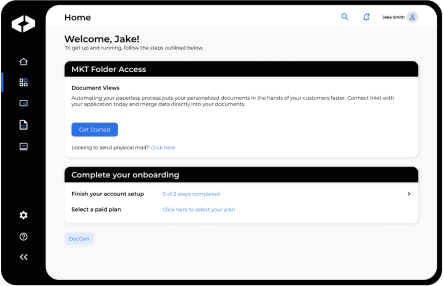 Home
Jake Smith
Welcome, Jake!
To get up and running, follow the steps outlined below.
MKT Folder Access
Document Views
Automating your paperless process puts your personalized documents in the hands of your customers faster. Connect Inkit with
your application today and merge data directly into your documents.
Get Started
Looking to send physical mail? Click here
Complete your onboarding
Finish your account setup 0 of 2 steps completed
Select a paid plan Click here to select your plan
DocGen